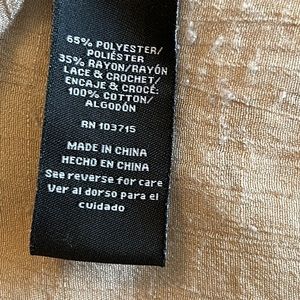 65% POLYESTER/
POLIÉSTER
35% RAYON/RAYÓN
LACE & CROCHET/
ENCAJE & CROCÉ:
100% COTTON/
ALGODÓN
RN 103715
MADE IN CHINA
HECHO EN CHINA
See reverse for care
Ver al dorso para el
cuidado